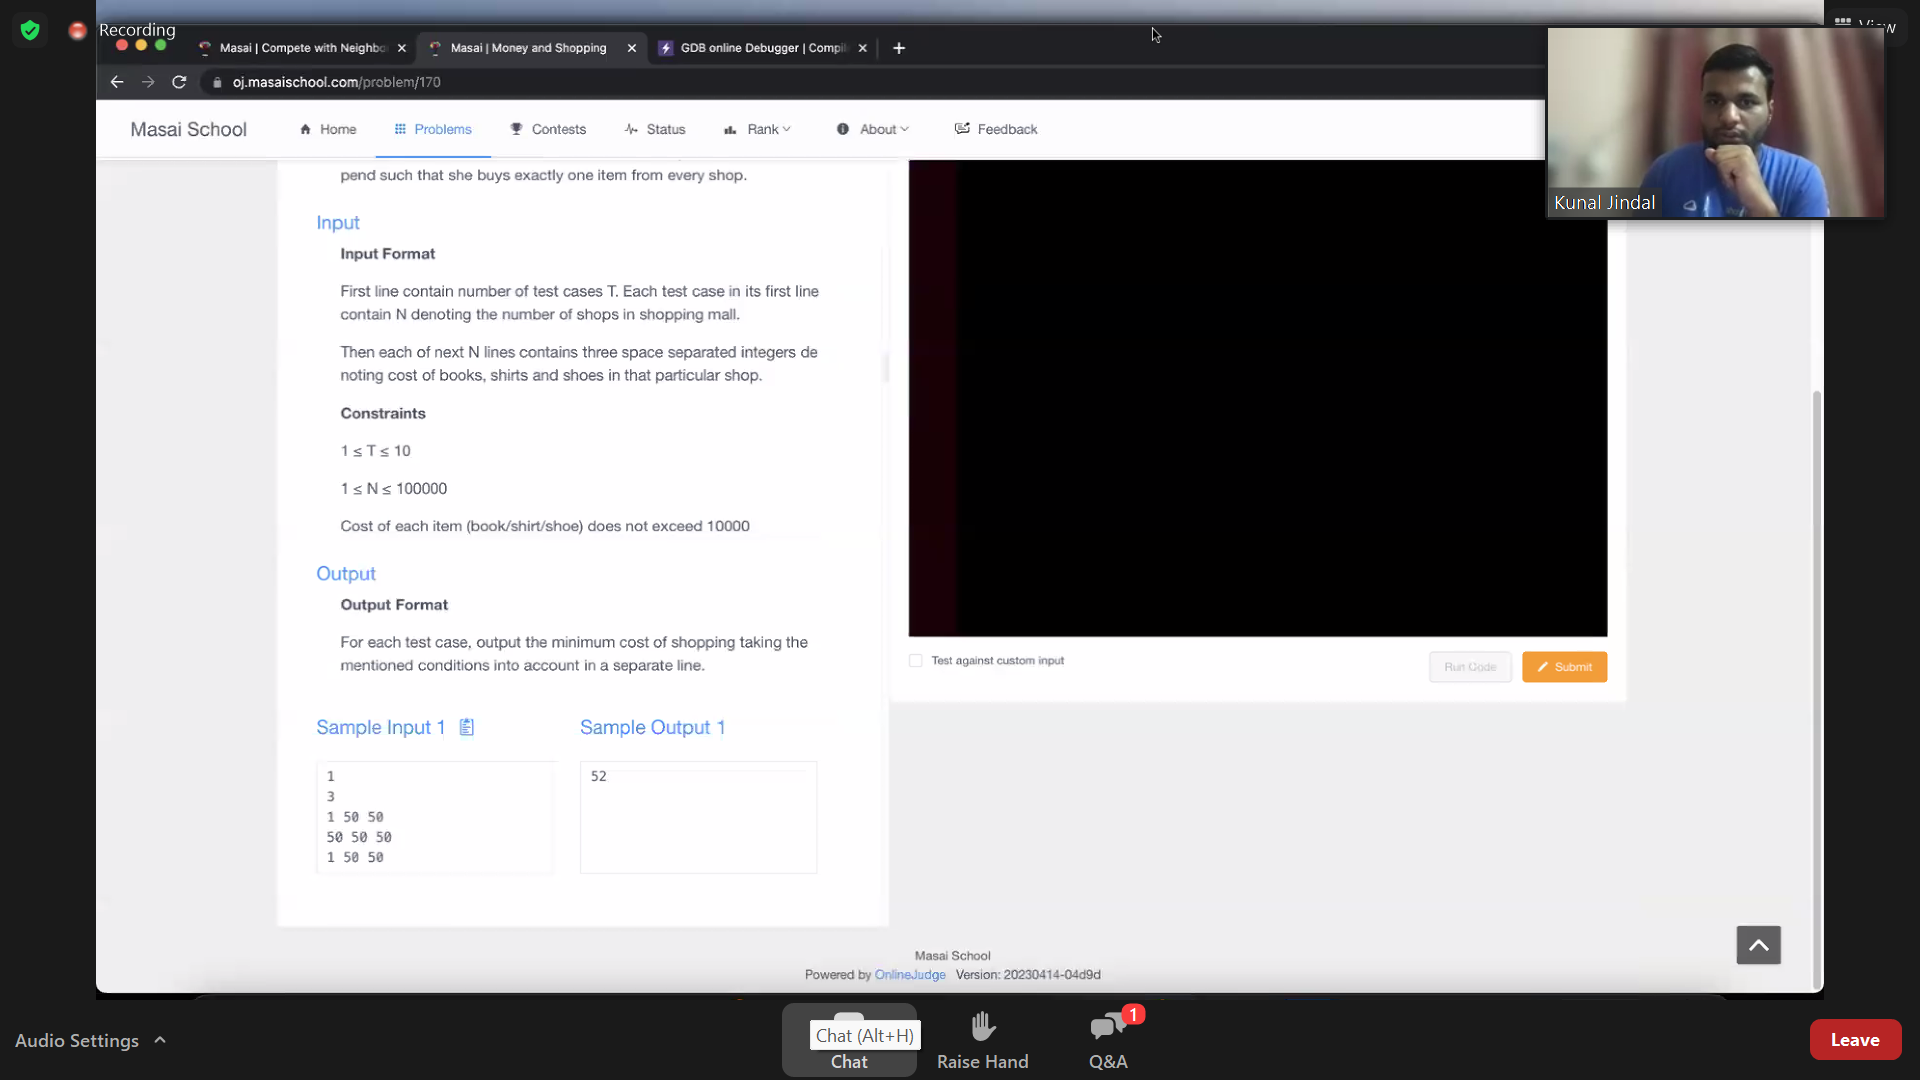 Recording
View
Masai | Compete with Neighbo
Masai | Money and Shopping
GDB online Debugger | Compil
oj.masaischool.com/problem/170
Masai School
Home
Problems
Contests
Status
Rank
About
Feedback
Kunal Jindal
pend such that she buys exactly one item from every shop.
Input
Input Format
First line contain number of test cases T. Each test case in its first line
contain N denoting the number of shops in shopping mall.
Then each of next N lines contains three space separated integers de
noting cost of books, shirts and shoes in that particular shop.
Constraints
1 ≤ T ≤ 10
1 ≤ N ≤ 100000
Cost of each item (book/shirt/shoe) does not exceed 10000
Output
Output Format
For each test case, output the minimum cost of shopping taking the
mentioned conditions into account in a separate line.
Test against custom input
Run Code
Submit
Sample Input 1
Sample Output 1
1
3
1 50 50
50 50 50
1 50 50
52
Masai School
Powered by OnlineJudge Version: 20230414-04d9d
Audio Settings
Chat (Alt+H)
Chat
Raise Hand
1
Q&A
Leave